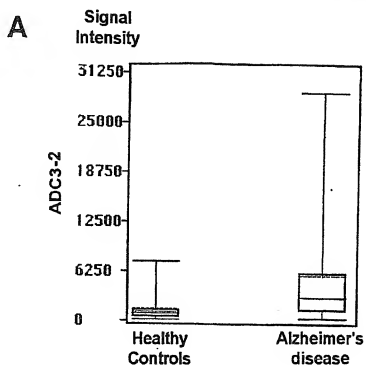 A
Signal
Intensity
31250
25000
18750
12500
6250
0
ADC3-2
Healthy
Controls
Alzheimer's
disease